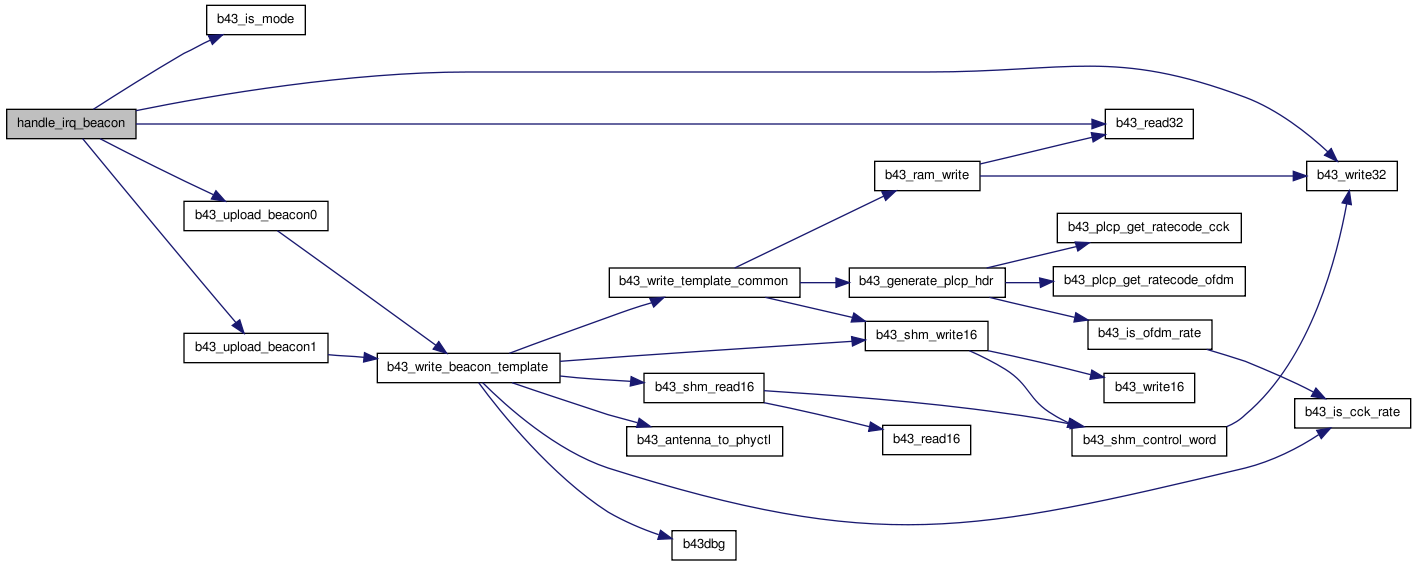 b43_is_mode
handle_irq_beacon
b43_read32
b43_ram_write
b43_write32
b43_upload_beacon0
b43_plcp_get_ratecode_cck
b43_write_template_common
b43_generate_plcp_hdr
b43_plcp_get_ratecode_ofdm
b43_shm_write16
b43_is_ofdm_rate
b43_upload_beacon1
b43_write_beacon_template
b43_shm_read16
b43_write16
b43_is_cck_rate
b43_antenna_to_phyctl
b43_read16
b43_shm_control_word
b43dbg